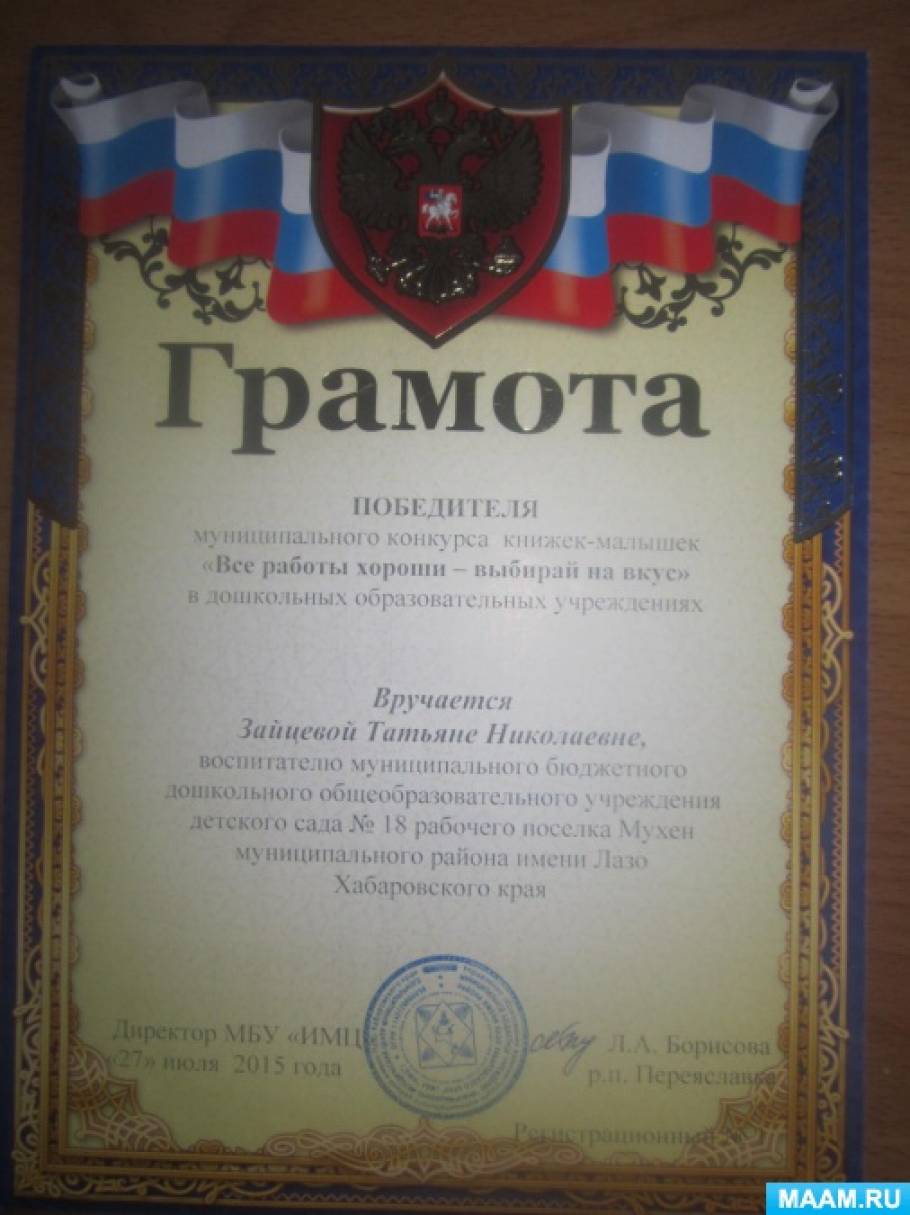 Грамота
ПОБЕДИТЕЛЯ
муниципального конкурса книжек-малышек
«Все работы хороши – выбирай на вкус»
в дошкольных образовательных учреждениях
Вручается
Зайцевой Татьяне Николаевне,
воспитателю муниципального бюджетного
дошкольного общеобразовательного учреждения
детского сада № 18 рабочего поселка Мухен
муниципального района имени Лазо
Хабаровского края
Директор МБУ «ИМЦ Л.А. Борисова
«27» июля 2015 года р.п. Переяславка
Регистрационный №
MAAM.RU